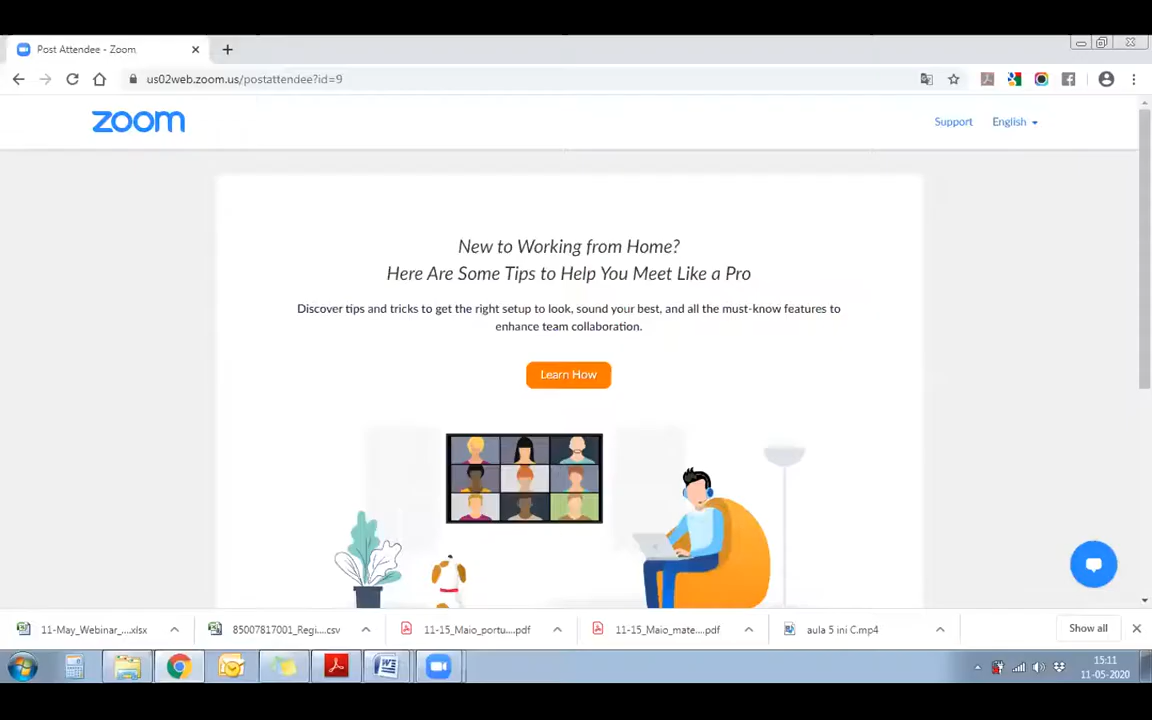 Post Attendee - Zoom
us02web.zoom.us/postattendee?id=9
zoom
Support
English
New to Working from Home?
Here Are Some Tips to Help You Meet Like a Pro
Discover tips and tricks to get the right setup to look, sound your best, and all the must-know features to
enhance team collaboration.
Learn How
11-May_Webinar_....xlsx
85007817001_Regi....csv
11-15_Maio_portu....pdf
11-15_Maio_mate....pdf
aula 5 ini C.mp4
Show all
15:11
11-05-2020